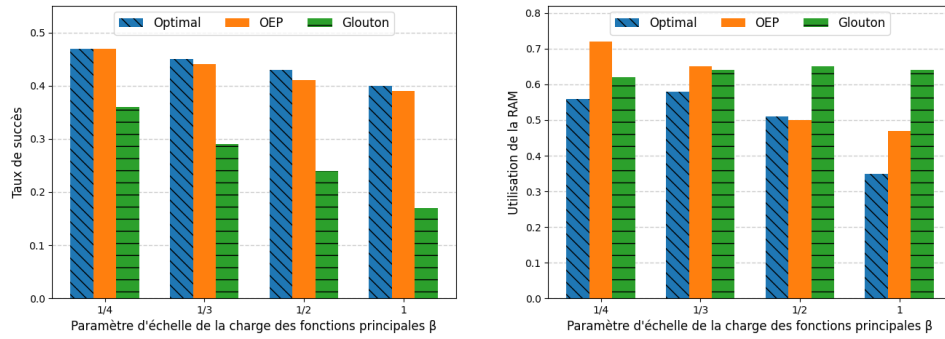 Optimal OEP Glouton
Taux de succès
0.5
0.4
0.3
0.2
0.1
0.0
1/4 1/3 1/2 1
Paramètre d'échelle de la charge des fonctions principales β
Optimal OEP Glouton
Utilisation de la RAM
0.8
0.7
0.6
0.5
0.4
0.3
0.2
0.1
0.0
1/4 1/3 1/2 1
Paramètre d'échelle de la charge des fonctions principales β